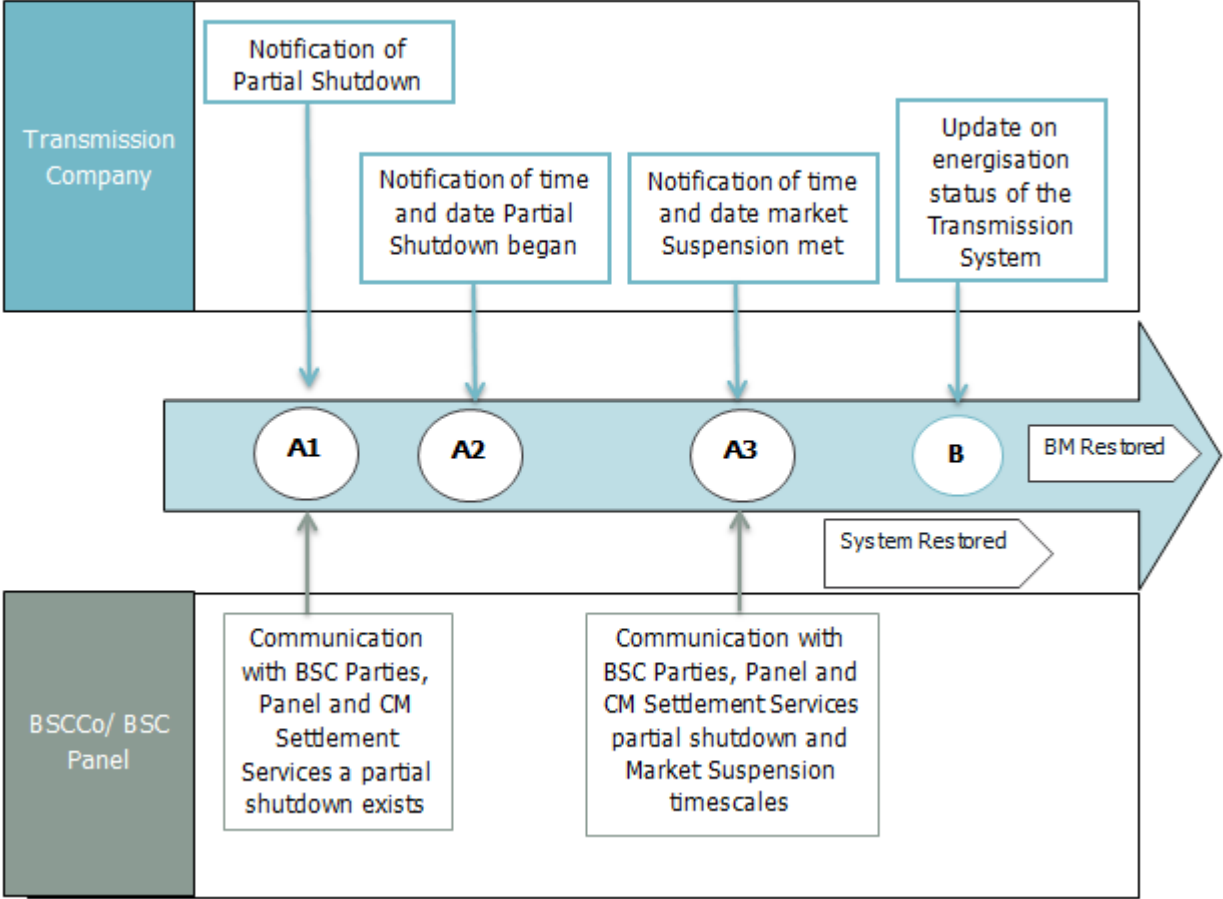 Transmission
Company
Notification of
Partial Shutdown
Notification of time
and date Partial
Shutdown began
Notification of time
and date market
Suspension met
Update on
energisation
status of the
Transmission
System
A1
A2
A3
B
BM Restored
System Restored
BSCCo/ BSC
Panel
Communication
with BSC Parties,
Panel and CM
Settlement
Services a partial
shutdown exists
Communication with
BSC Parties, Panel and
CM Settlement Services
partial shutdown and
Market Suspension
timescales